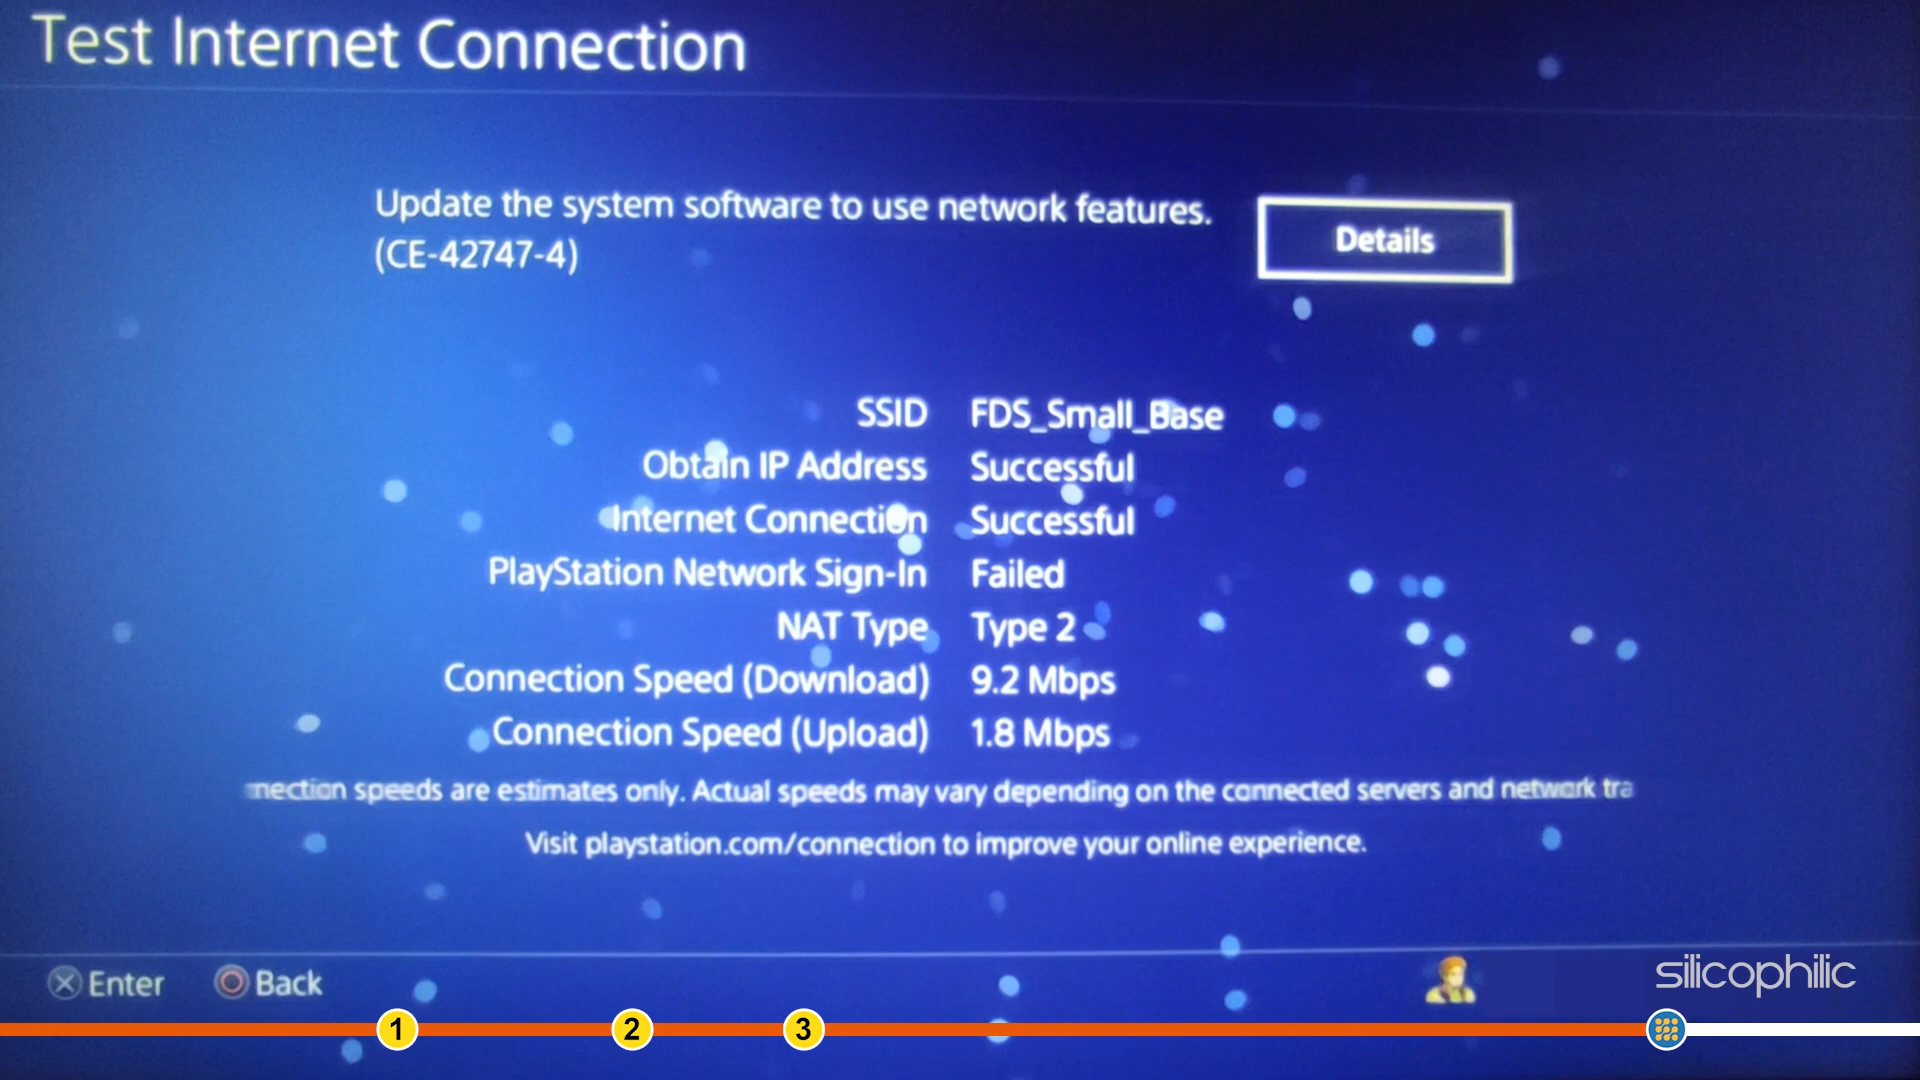 Test Internet Connection
Update the system software to use network features.
(CE-42747-4)
Details
SSID FDS_Small_Base
Obtain IP Address Successful
Internet Connection Successful
PlayStation Network Sign-In Failed
NAT Type Type 2
Connection Speed (Download) 9.2 Mbps
Connection Speed (Upload) 1.8 Mbps
nnection speeds are estimates only. Actual speeds may vary depending on the connected servers and network tra
Visit playstation.com/connection to improve your online experience.
Enter Back
silicophilic
1 2 3